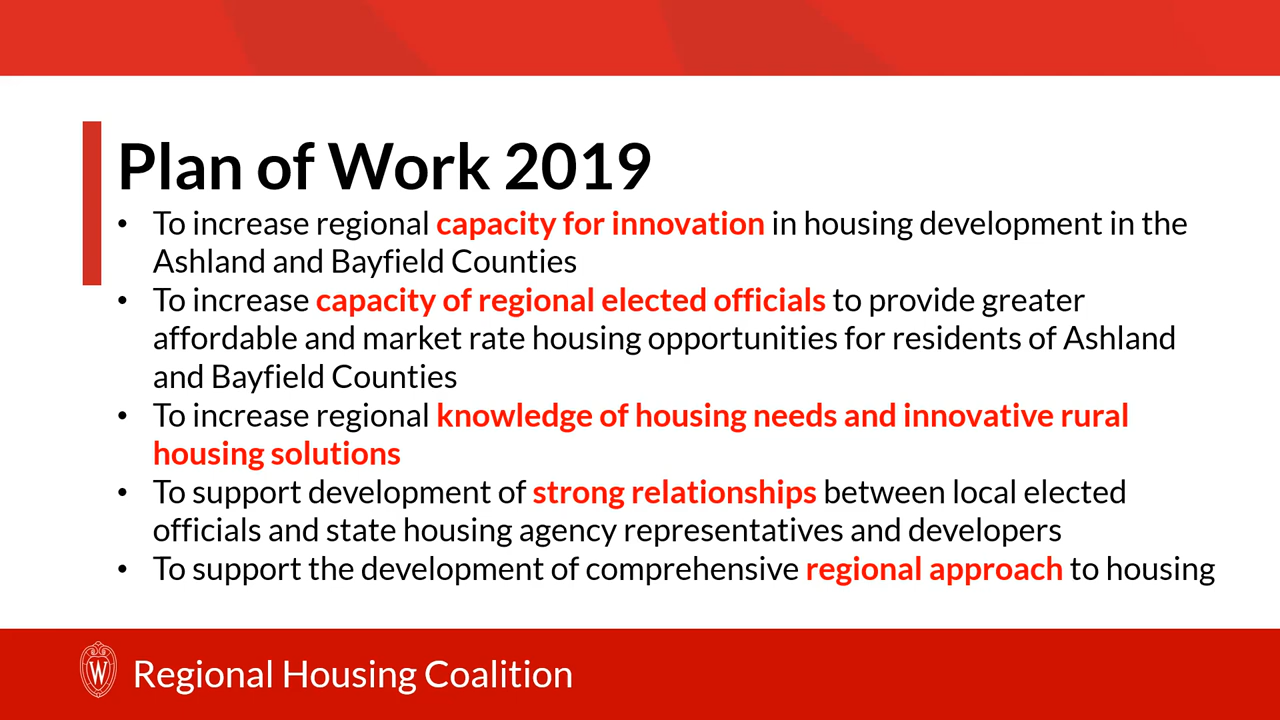 Plan of Work 2019
• To increase regional capacity for innovation in housing development in the
Ashland and Bayfield Counties
• To increase capacity of regional elected officials to provide greater
affordable and market rate housing opportunities for residents of Ashland
and Bayfield Counties
• To increase regional knowledge of housing needs and innovative rural
housing solutions
• To support development of strong relationships between local elected
officials and state housing agency representatives and developers
• To support the development of comprehensive regional approach to housing
W
Regional Housing Coalition